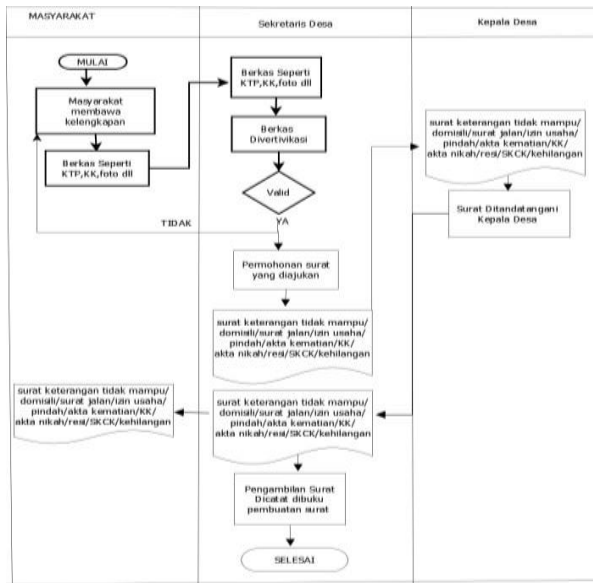 MASYARAKAT
Sekretaris Desa
Kepala Desa
MULAI
Masyarakat
membawa
kelengkapan
Berkas Seperti
KTP,KK,foto dll
Berkas Seperti
KTP,KK,foto dll
Berkas
Divertivikasi
Valid
TIDAK
YA
Permohonan surat
yang diajukan
surat keterangan tidak mampu/
domisili/surat jalan/izin usaha/
pindah/akta kematian/KK/
akta nikah/resi/SKCK/kehilangan
surat keterangan tidak mampu/
domisili/surat jalan/izin usaha/
pindah/akta kematian/KK/
akta nikah/resi/SKCK/kehilangan
Surat Ditandatangani
Kepala Desa
surat keterangan tidak mampu/
domisili/surat jalan/izin usaha/
pindah/akta kematian/KK/
akta nikah/resi/SKCK/kehilangan
surat keterangan tidak mampu/
domisili/surat jalan/izin usaha/
pindah/akta kematian/KK/
akta nikah/resi/SKCK/kehilangan
Pengambilan Surat
Dicatat dibuku
pembuatan surat
SELESAI